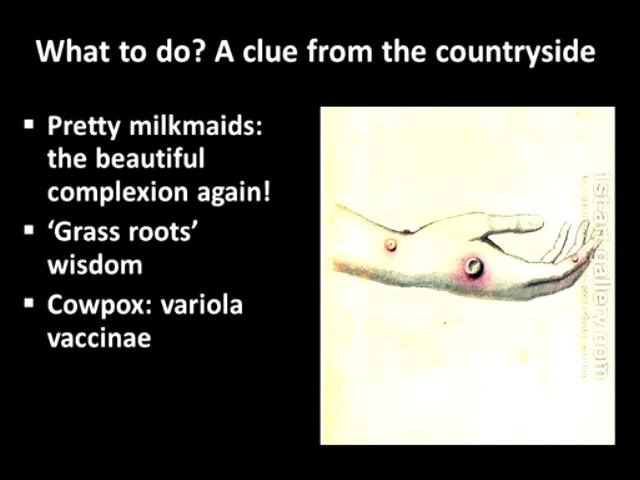 What to do? A clue from the countryside
▪ Pretty milkmaids:
the beautiful
complexion again!
▪ ‘Grass roots’
wisdom
▪ Cowpox: variola
vaccinae
1st-art-gallery.com